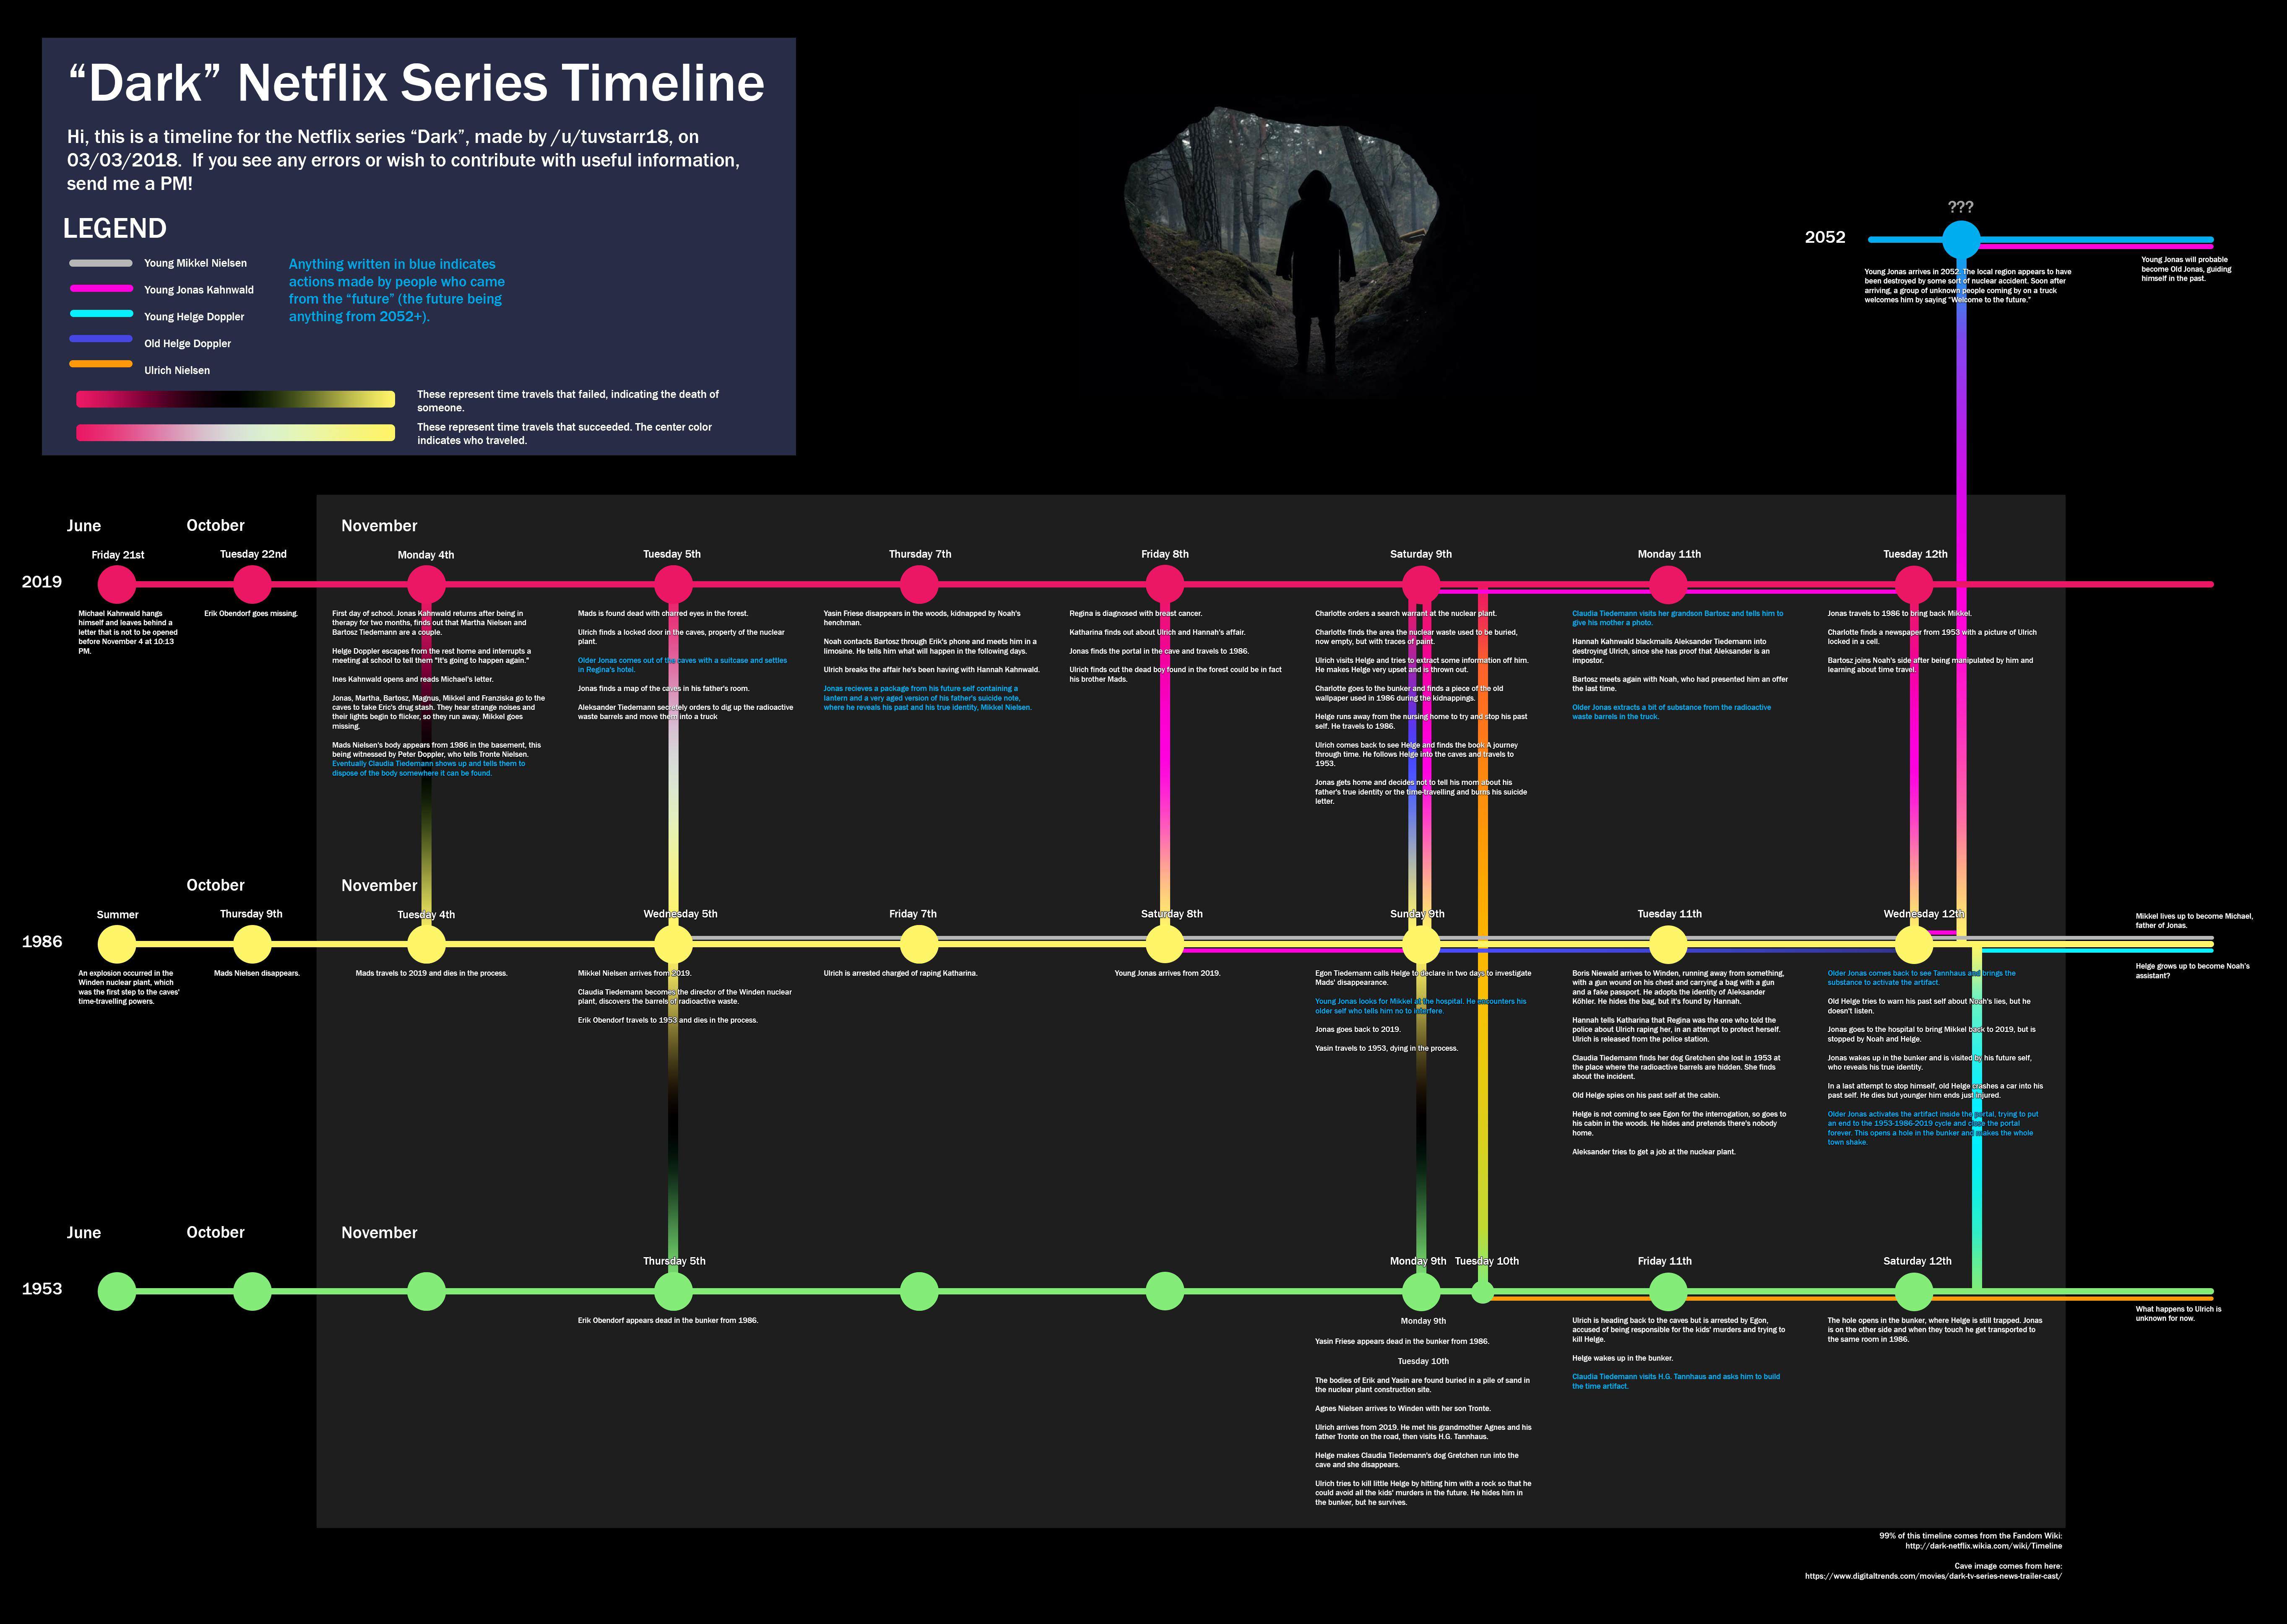 “Dark” Netflix Series Timeline
Hi, this is a timeline for the Netflix series “Dark”, made by /u/tuvstarr18, on
03/03/2018.  If you see any errors or wish to contribute with useful information,
send me a PM!
LEGEND
Young Mikkel Nielsen
Young Jonas Kahnwald
Young Helge Doppler
Old Helge Doppler
Ulrich Nielsen
Anything written in blue indicates
actions made by people who came
from the “future” (the future being
anything from 2052+).
These represent time travels that failed, indicating the death of
someone.
These represent time travels that succeeded. The center color
indicates who traveled.
???
2052
Young Jonas arrives in 2052. The local region appears to have
been destroyed by some sort of nuclear accident. Soon after
arriving, a group of unknown people coming by on a truck
welcomes him by saying “Welcome to the future.”
Young Jonas will probable
become Old Jonas, guiding
himself in the past.
June
October
November
2019
Friday 21st
Michael Kahnwald hangs
himself and leaves behind a
letter that is not to be opened
before November 4 at 10:13
PM.
Tuesday 22nd
Erik Obendorf goes missing.
Monday 4th
First day of school. Jonas Kahnwald returns after being in
therapy for two months, finds out that Martha Nielsen and
Bartosz Tiedemann are a couple.
Helge Doppler escapes from the rest home and interrupts a
meeting at school to tell them "It's going to happen again."
Ines Kahnwald opens and reads Michael's letter.
Jonas, Martha, Bartosz, Magnus, Mikkel and Franziska go to the
caves to take Eric's drug stash. They hear strange noises and
their lights begin to flicker, so they run away. Mikkel goes
missing.
Mads Nielsen's body appears from 1986 in the basement, this
being witnessed by Peter Doppler, who tells Tronte Nielsen.
Eventually Claudia Tiedemann shows up and tells them to
dispose of the body somewhere it can be found.
Tuesday 5th
Mads is found dead with charred eyes in the forest.
Ulrich finds a locked door in the caves, property of the nuclear
plant.
Older Jonas comes out of the caves with a suitcase and settles
in Regina's hotel.
Jonas finds a map of the caves in his father's room.
Aleksander Tiedemann secretely orders to dig up the radioactive
waste barrels and move them into a truck
Thursday 7th
Yasin Friese disappears in the woods, kidnapped by Noah's
henchman.
Noah contacts Bartosz through Erik's phone and meets him in a
limosine. He tells him what will happen in the following days.
Ulrich breaks the affair he's been having with Hannah Kahnwald.
Jonas recieves a package from his future self containing a
lantern and a very aged version of his father's suicide note,
where he reveals his past and his true identity, Mikkel Nielsen.
Friday 8th
Regina is diagnosed with breast cancer.
Katharina finds out about Ulrich and Hannah's affair.
Jonas finds the portal in the cave and travels to 1986.
Ulrich finds out the dead boy found in the forest could be in fact
his brother Mads.
Saturday 9th
Charlotte orders a search warrant at the nuclear plant.
Charlotte finds the area the nuclear waste used to be buried,
now empty, but with traces of paint.
Ulrich visits Helge and tries to extract some information off him.
He makes Helge very upset and is thrown out.
Charlotte goes to the bunker and finds a piece of the old
wallpaper used in 1986 during the kidnappings.
Helge runs away from the nursing home to try and stop his past
self. He travels to 1986.
Ulrich comes back to see Helge and finds the book A journey
through time. He follows Helge into the caves and travels to
1953.
Jonas gets home and decides not to tell his mom about his
father's true identity or the time-travelling and burns his suicide
letter.
Monday 11th
Claudia Tiedemann visits her grandson Bartosz and tells him to
give his mother a photo.
Hannah Kahnwald blackmails Aleksander Tiedemann into
destroying Ulrich, since she has proof that Aleksander is an
impostor.
Bartosz meets again with Noah, who had presented him an offer
the last time.
Older Jonas extracts a bit of substance from the radioactive
waste barrels in the truck.
Tuesday 12th
Jonas travels to 1986 to bring back Mikkel.
Charlotte finds a newspaper from 1953 with a picture of Ulrich
locked in a cell.
Bartosz joins Noah's side after being manipulated by him and
learning about time travel.
October
November
1986
Summer
An explosion occurred in the
Winden nuclear plant, which
was the first step to the caves'
time-travelling powers.
Thursday 9th
Mads Nielsen disappears.
Tuesday 4th
Mads travels to 2019 and dies in the process.
Wednesday 5th
Mikkel Nielsen arrives from 2019.
Claudia Tiedemann becomes the director of the Winden nuclear
plant, discovers the barrels of radioactive waste.
Erik Obendorf travels to 1953 and dies in the process.
Friday 7th
Ulrich is arrested charged of raping Katharina.
Saturday 8th
Young Jonas arrives from 2019.
Sunday 9th
Egon Tiedemann calls Helge to declare in two days to investigate
Mads' disappearance.
Young Jonas looks for Mikkel at the hospital. He encounters his
older self who tells him no to interfere.
Jonas goes back to 2019.
Yasin travels to 1953, dying in the process.
Tuesday 11th
Boris Niewald arrives to Winden, running away from something,
with a gun wound on his chest and carrying a bag with a gun
and a fake passport. He adopts the identity of Aleksander
Köhler. He hides the bag, but it's found by Hannah.
Hannah tells Katharina that Regina was the one who told the
police about Ulrich raping her, in an attempt to protect herself.
Ulrich is released from the police station.
Claudia Tiedemann finds her dog Gretchen she lost in 1953 at
the place where the radioactive barrels are hidden. She finds
about the incident.
Old Helge spies on his past self at the cabin.
Helge is not coming to see Egon for the interrogation, so goes to
his cabin in the woods. He hides and pretends there's nobody
home.
Aleksander tries to get a job at the nuclear plant.
Wednesday 12th
Older Jonas comes back to see Tannhaus and brings the
substance to activate the artifact.
Old Helge tries to warn his past self about Noah's lies, but he
doesn't listen.
Jonas goes to the hospital to bring Mikkel back to 2019, but is
stopped by Noah and Helge.
Jonas wakes up in the bunker and is visited by his future self,
who reveals his true identity.
In a last attempt to stop himself, old Helge crashes a car into his
past self. He dies but younger him ends just injured.
Older Jonas activates the artifact inside the portal, trying to put
an end to the 1953-1986-2019 cycle and close the portal
forever. This opens a hole in the bunker and makes the whole
town shake.
Mikkel lives up to become Michael,
father of Jonas.
Helge grows up to become Noah's
assistant?
June
October
November
1953
Thursday 5th
Erik Obendorf appears dead in the bunker from 1986.
Monday 9th
Tuesday 10th
Monday 9th
Yasin Friese appears dead in the bunker from 1986.
Tuesday 10th
The bodies of Erik and Yasin are found buried in a pile of sand in
the nuclear plant construction site.
Agnes Nielsen arrives to Winden with her son Tronte.
Ulrich arrives from 2019. He met his grandmother Agnes and his
father Tronte on the road, then visits H.G. Tannhaus.
Helge makes Claudia Tiedemann's dog Gretchen run into the
cave and she disappears.
Ulrich tries to kill little Helge by hitting him with a rock so that he
could avoid all the kids' murders in the future. He hides him in
the bunker, but he survives.
Friday 11th
Ulrich is heading back to the caves but is arrested by Egon,
accused of being responsible for the kids' murders and trying to
kill Helge.
Helge wakes up in the bunker.
Claudia Tiedemann visits H.G. Tannhaus and asks him to build
the time artifact.
Saturday 12th
The hole opens in the bunker, where Helge is still trapped. Jonas
is on the other side and when they touch he get transported to
the same room in 1986.
What happens to Ulrich is
unknown for now.
99% of this timeline comes from the Fandom Wiki:
http://dark-netflix.wikia.com/wiki/Timeline
Cave image comes from here:
https://www.digitaltrends.com/movies/dark-tv-series-news-trailer-cast/